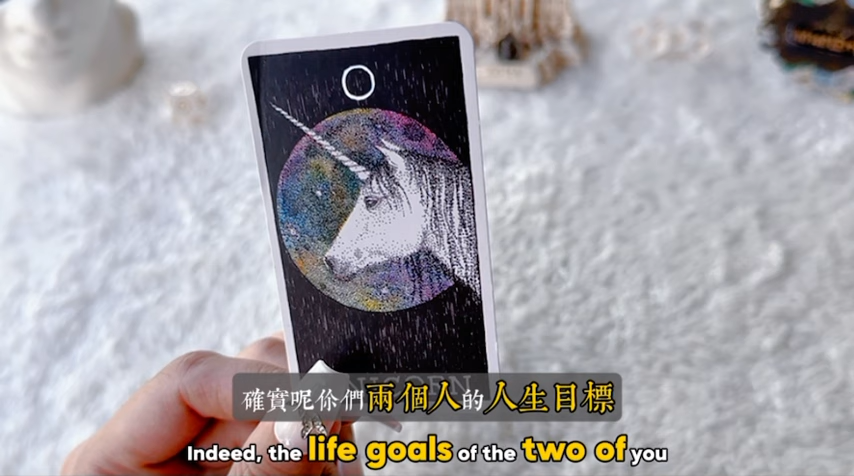 確實呢你們兩個人的人生目標
Indeed, the life goals of the two of you